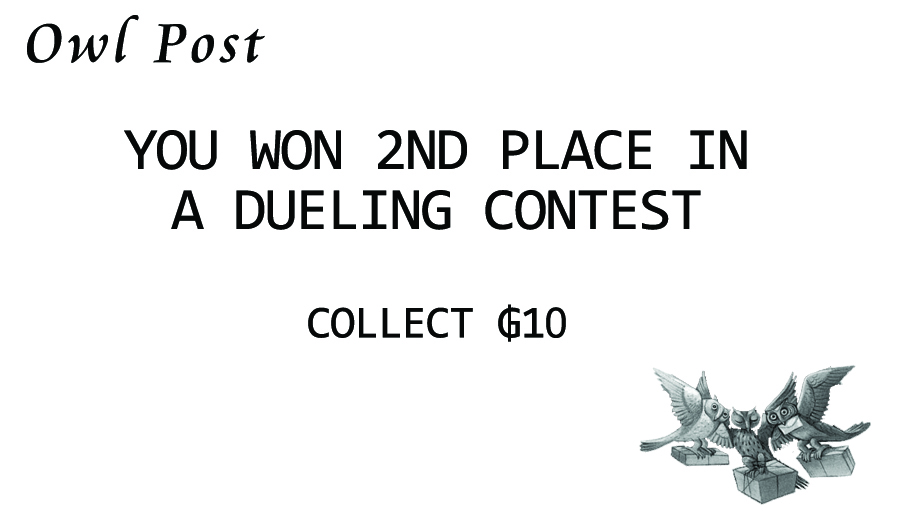 Owl Post
YOU WON 2ND PLACE IN
A DUELING CONTEST
COLLECT ₲10